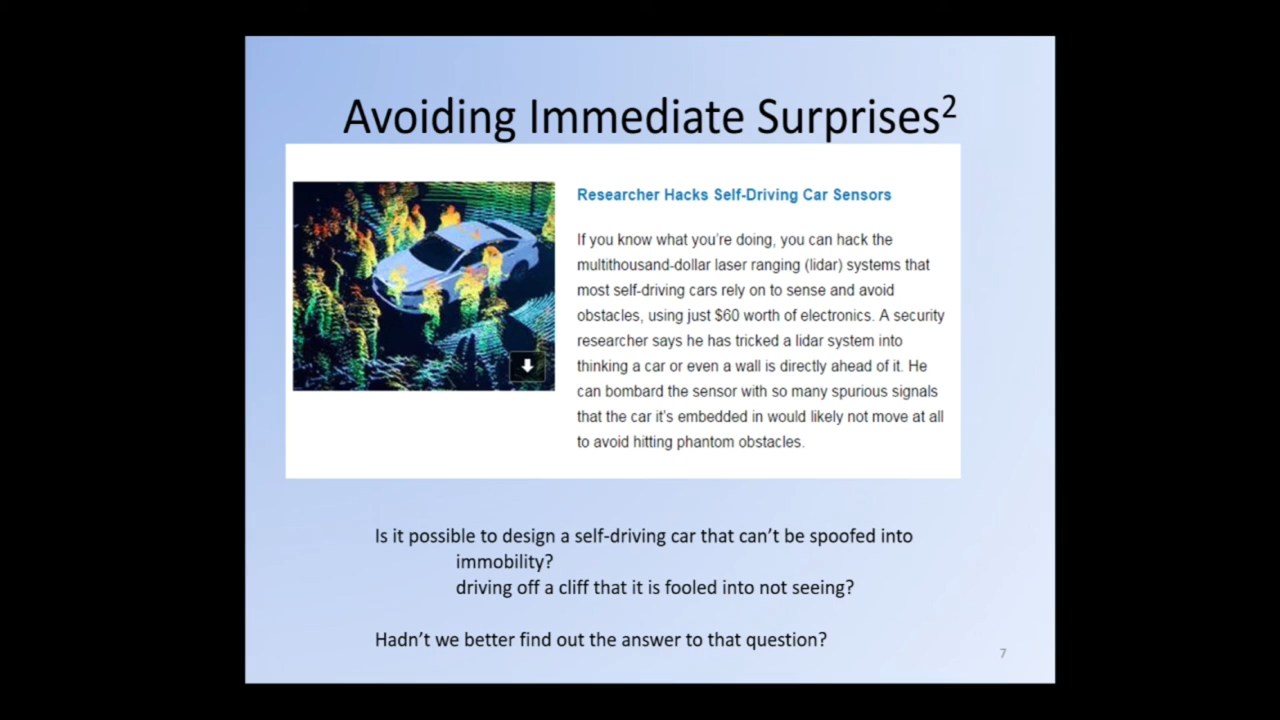 Avoiding Immediate Surprises²
Researcher Hacks Self-Driving Car Sensors
If you know what you're doing, you can hack the
multithousand-dollar laser ranging (lidar) systems that
most self-driving cars rely on to sense and avoid
obstacles, using just $60 worth of electronics. A security
researcher says he has tricked a lidar system into
thinking a car or even a wall is directly ahead of it. He
can bombard the sensor with so many spurious signals
that the car it's embedded in would likely not move at all
to avoid hitting phantom obstacles.
Is it possible to design a self-driving car that can't be spoofed into
immobility?
driving off a cliff that it is fooled into not seeing?
Hadn't we better find out the answer to that question?
7